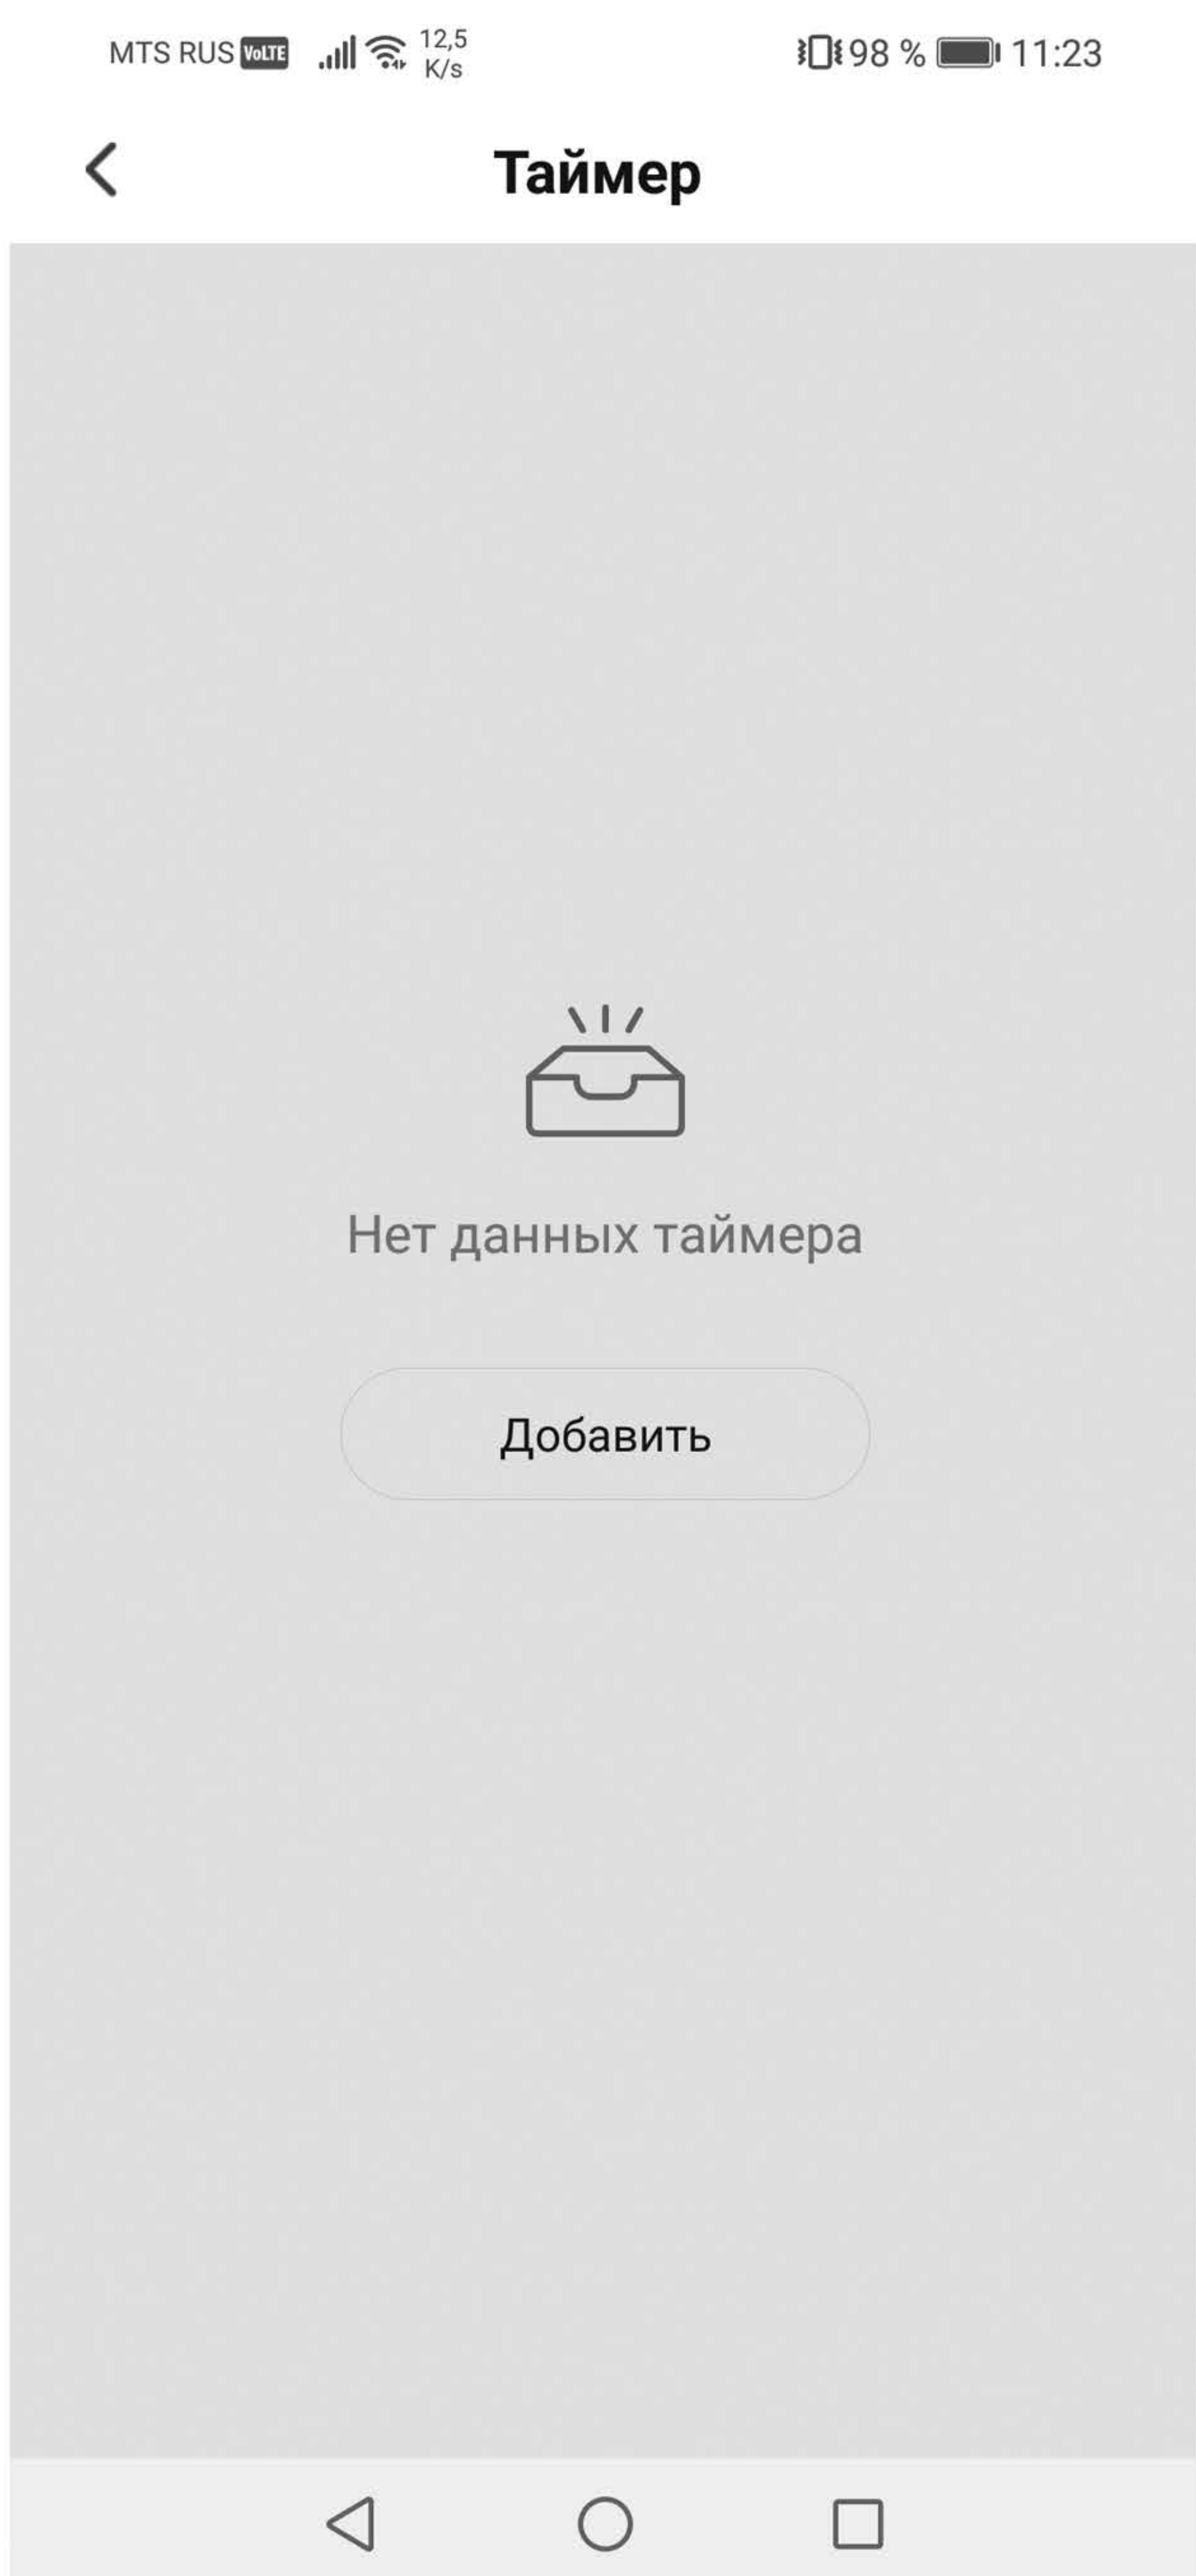 MTS RUS VoLTE 12,5 K/s 98 % 11:23
Таймер
Нет данных таймера
Добавить